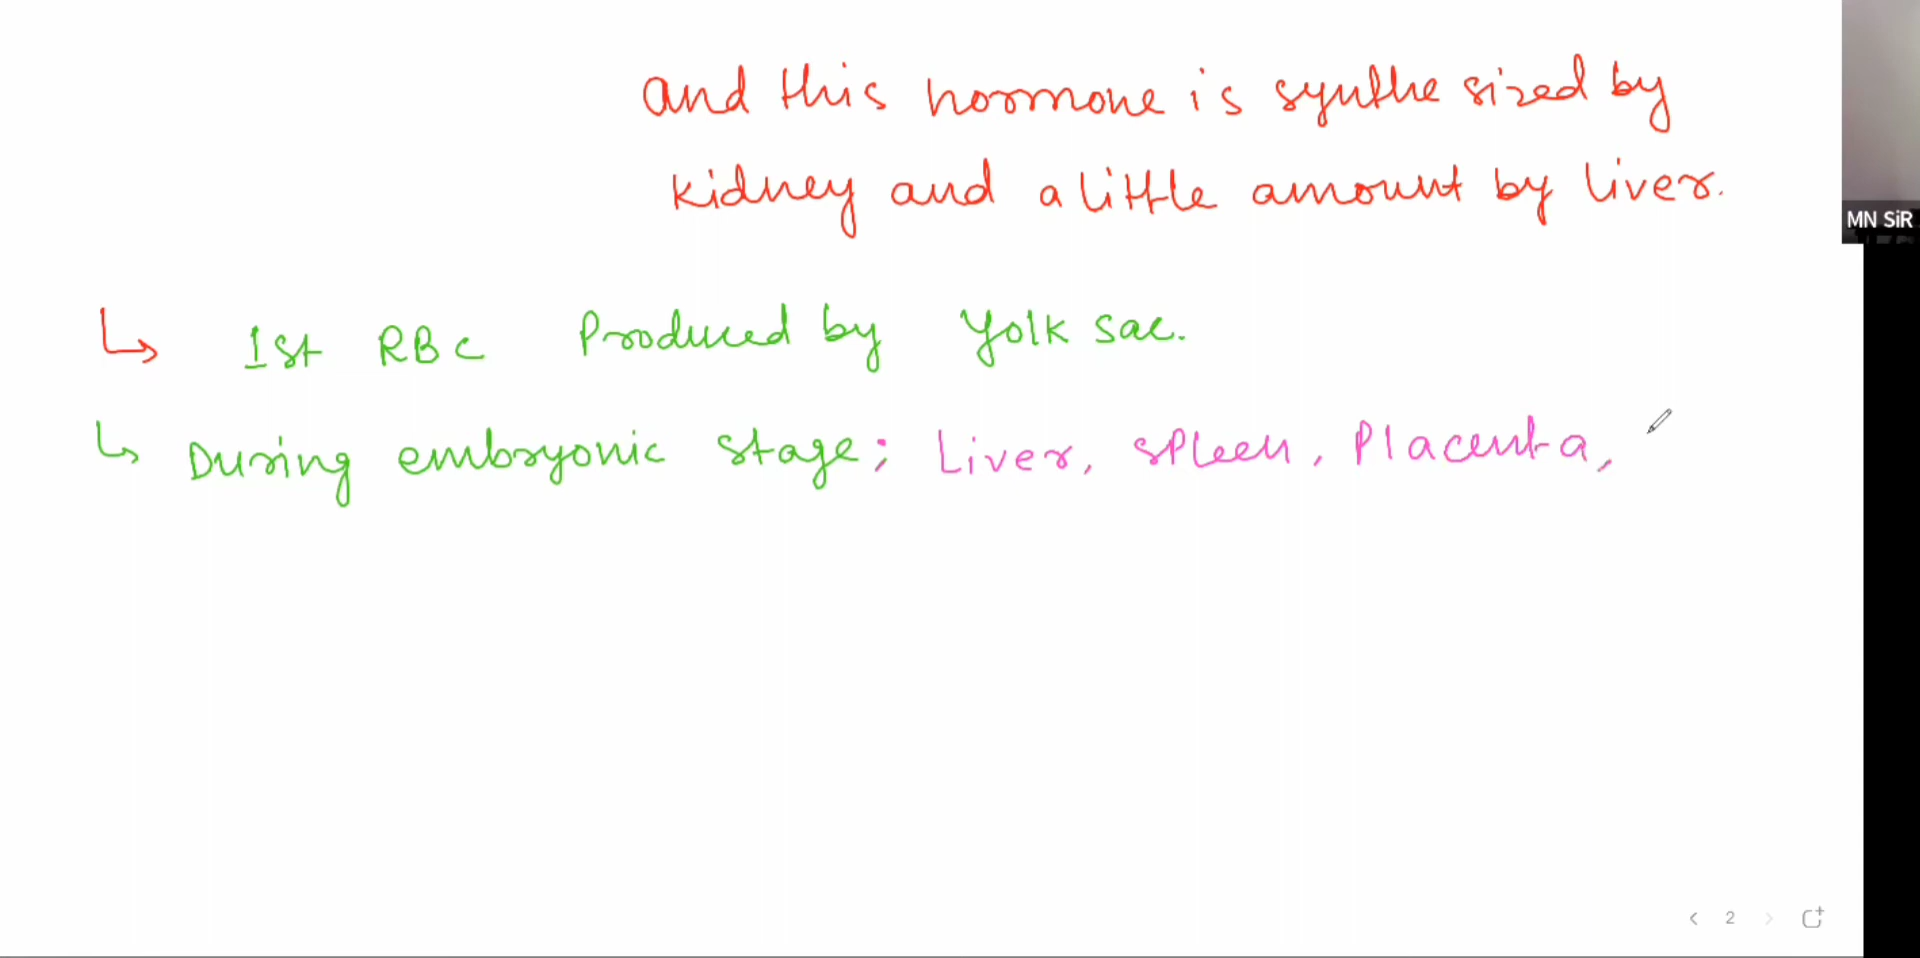 and this hormone is synthesized by
kidney and a little amount by liver.
MN SiR
↳ 1st RBC Produced by Yolk sac.
↳ During embryonic stage; Liver, spleen, Placenta,
2